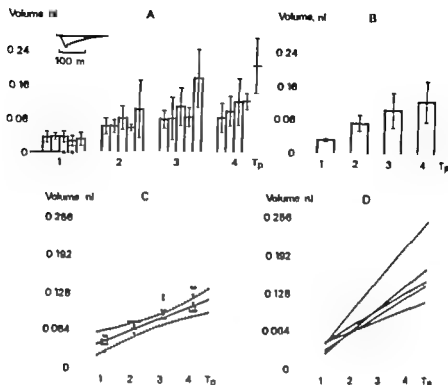 Volume nl A
0.24
0.16
0.08
0
100 m
1 2 3 4 Tp
Volume, nl B
0.24
0.16
0.08
0
1 2 3 4 Tp
Volume nl C
0.256
0.192
0.128
0.064
0
1 2 3 4 Tp
Volume nl D
0.256
0.192
0.128
0.064
0
1 2 3 4 Tp